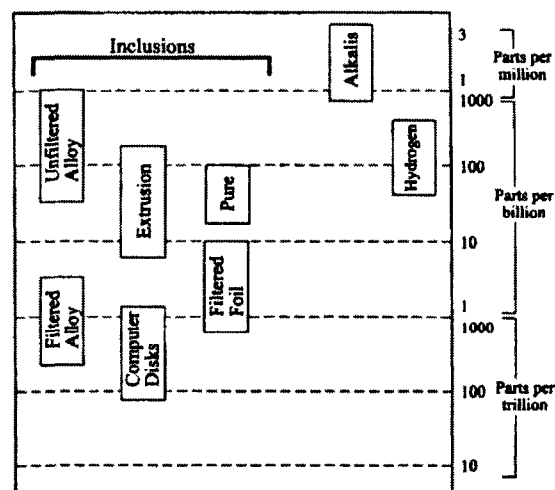 Inclusions
Alkalis
3
1
Parts per
million
Unfiltered
Alloy
1000
Extrusion
Pure
Hydrogen
100
Parts per
billion
10
Filtered
Alloy
Filtered
Foil
1
Computer
Disks
1000
100
Parts per
trillion
10